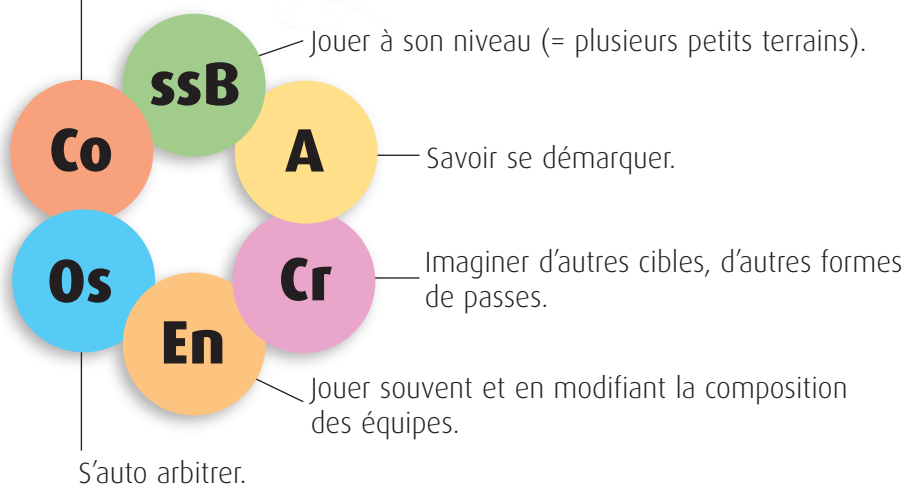 ssB
Jouer à son niveau (= plusieurs petits terrains).
Co
A
Savoir se démarquer.
Os
Cr
Imaginer d'autres cibles, d'autres formes
de passes.
En
Jouer souvent et en modifiant la composition
des équipes.
S'auto arbitrer.